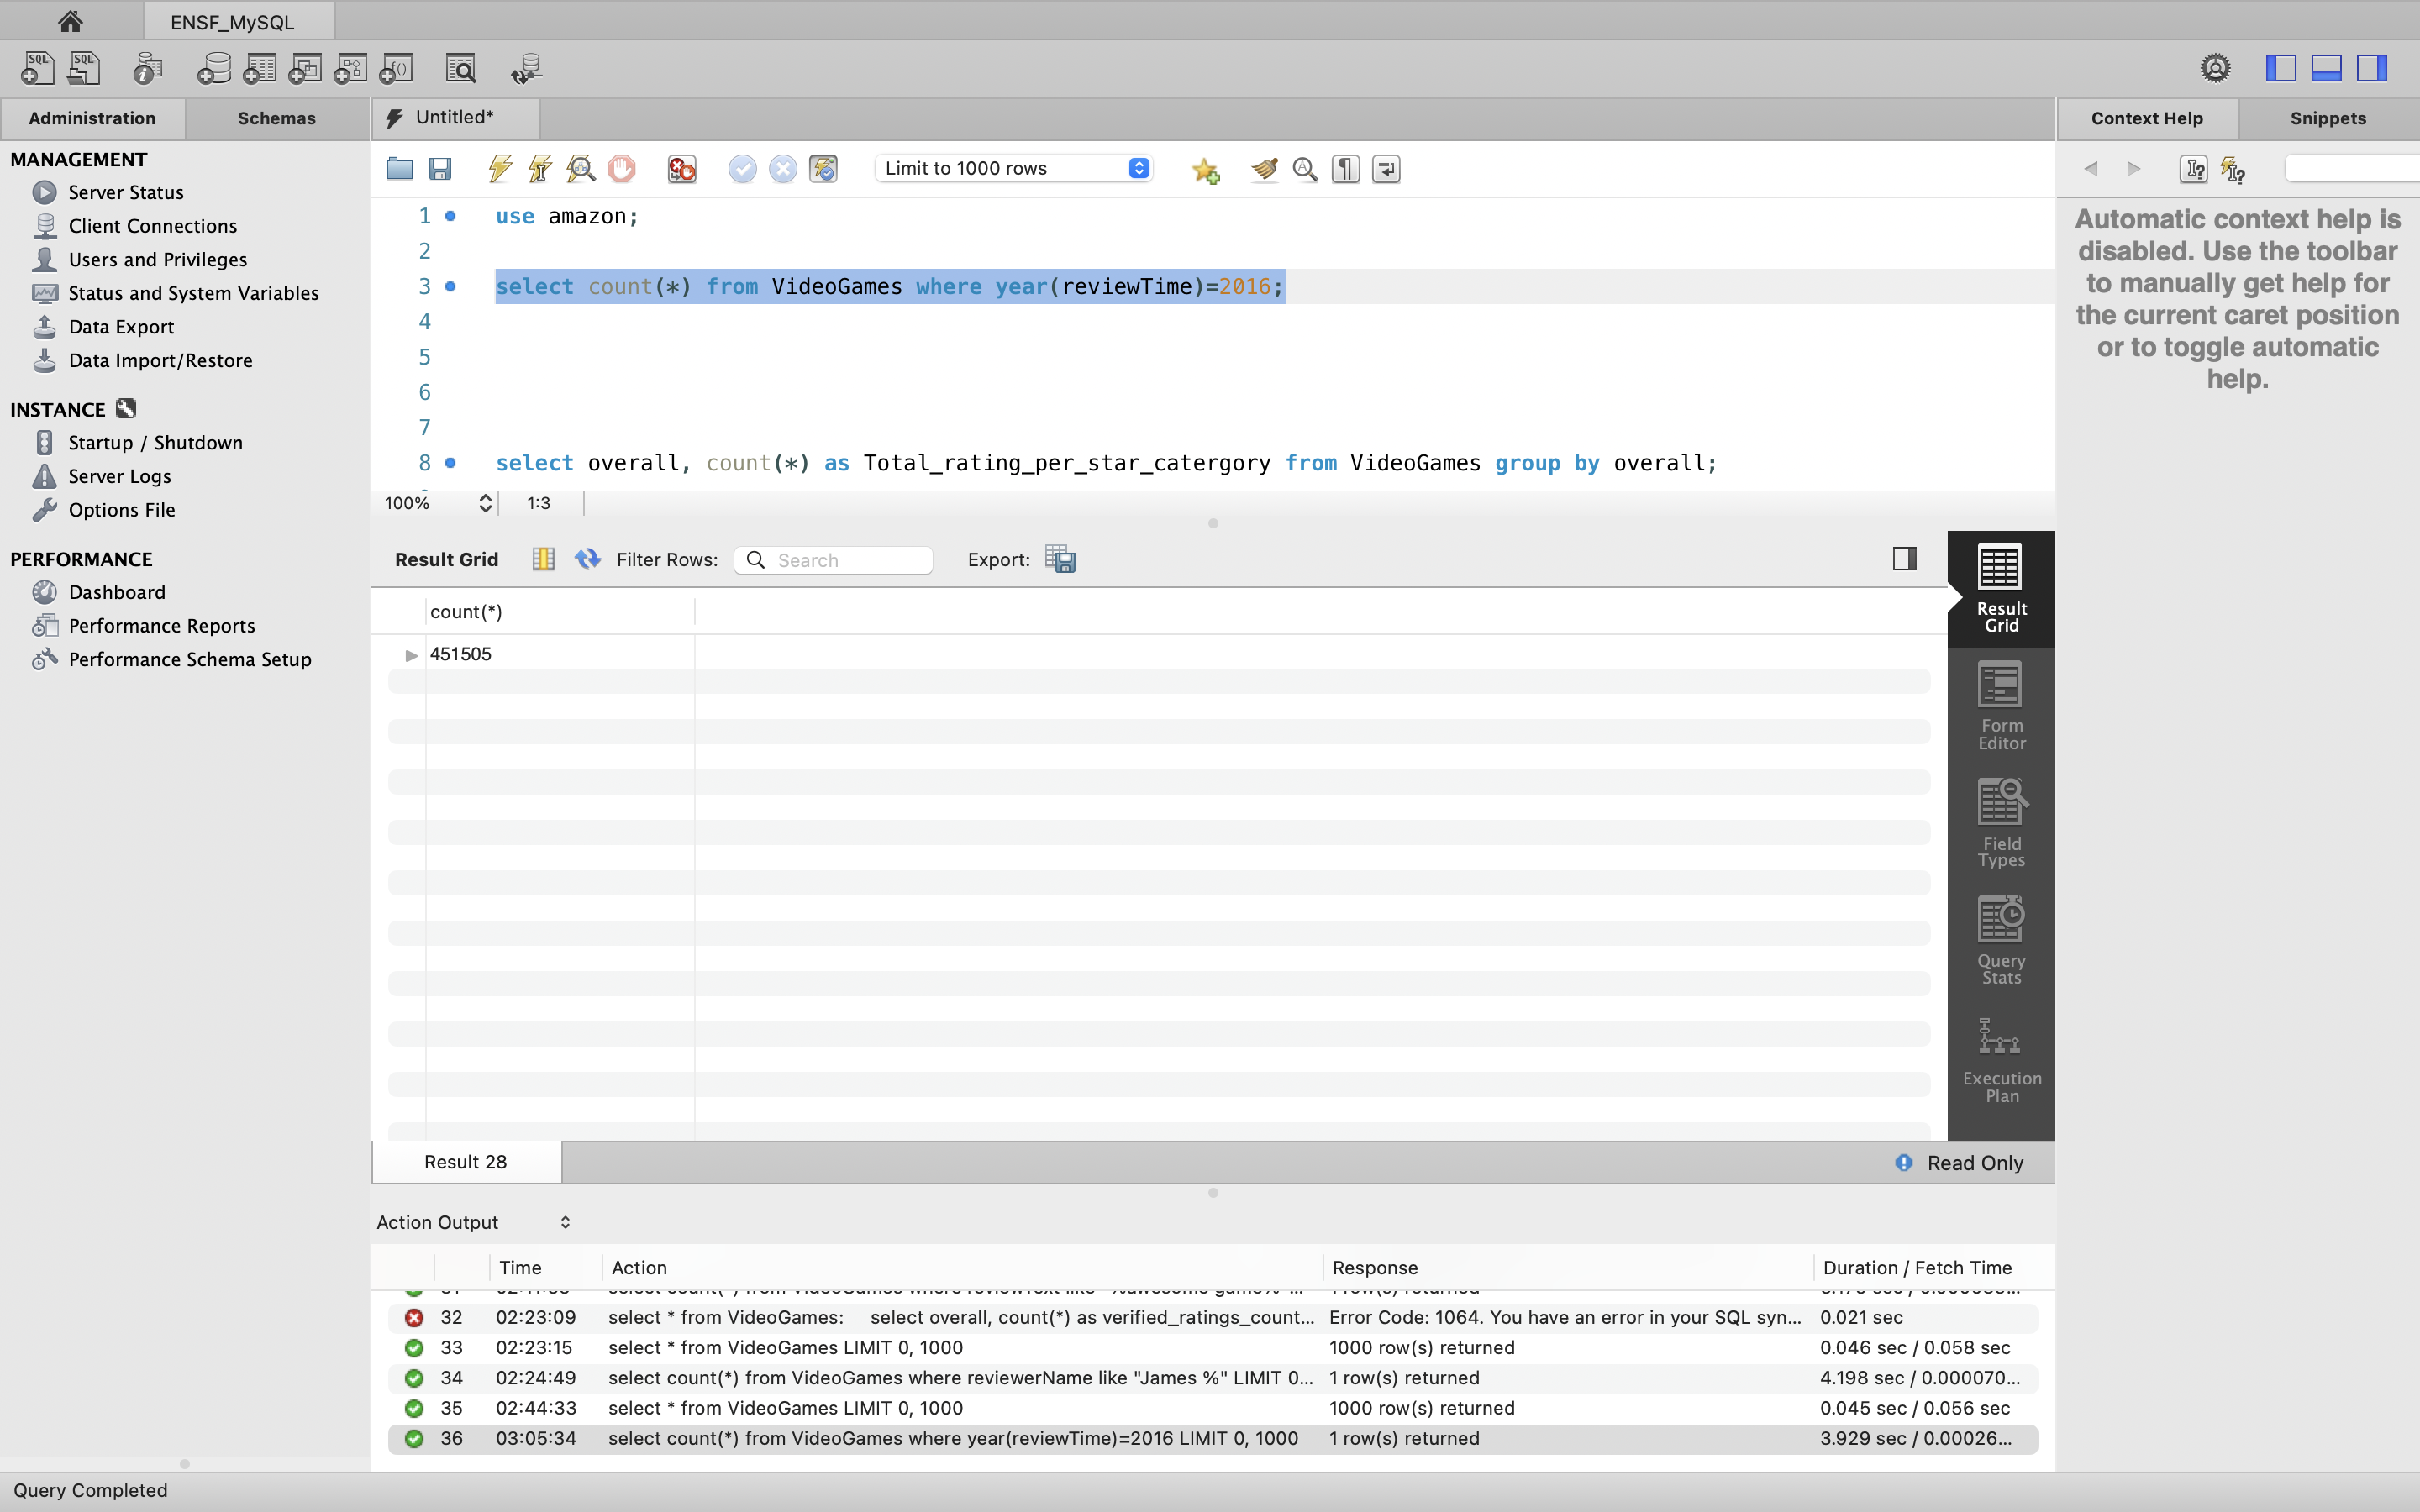 ENSF_MySQL
Administration
Schemas
Untitled*
Context Help
Snippets
MANAGEMENT
Server Status
Client Connections
Users and Privileges
Status and System Variables
Data Export
Data Import/Restore
INSTANCE
Startup / Shutdown
Server Logs
Options File
PERFORMANCE
Dashboard
Performance Reports
Performance Schema Setup
Limit to 1000 rows
1 use amazon;
2
3 select count(*) from VideoGames where year(reviewTime)=2016;
4
5
6
7
8 select overall, count(*) as Total_rating_per_star_catergory from VideoGames group by overall;
100% 1:3
Result Grid Filter Rows: Search Export:
count(*)
451505
Result
Grid
Form
Editor
Field
Types
Query
Stats
Execution
Plan
Automatic context help is
disabled. Use the toolbar
to manually get help for
the current caret position
or to toggle automatic
help.
Result 28
Read Only
Action Output
Time Action Response Duration / Fetch Time
32 02:23:09 select * from VideoGames: select overall, count(*) as verified_ratings_count... Error Code: 1064. You have an error in your SQL syn... 0.021 sec
33 02:23:15 select * from VideoGames LIMIT 0, 1000 1000 row(s) returned 0.046 sec / 0.058 sec
34 02:24:49 select count(*) from VideoGames where reviewerName like "James %" LIMIT 0... 1 row(s) returned 4.198 sec / 0.000070...
35 02:44:33 select * from VideoGames LIMIT 0, 1000 1000 row(s) returned 0.045 sec / 0.056 sec
36 03:05:34 select count(*) from VideoGames where year(reviewTime)=2016 LIMIT 0, 1000 1 row(s) returned 3.929 sec / 0.00026...
Query Completed